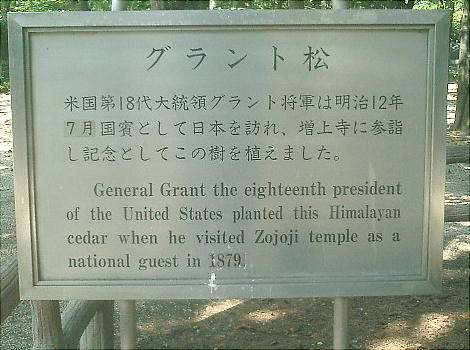 グラント松
米国第18代大統領グラント将軍は明治12年
7月国賓として日本を訪れ、増上寺に参詣
し記念としてこの樹を植えました。
General Grant the eighteenth president
of the United States planted this Himalayan
cedar when he visited Zojoji temple as a
national guest in 1879.